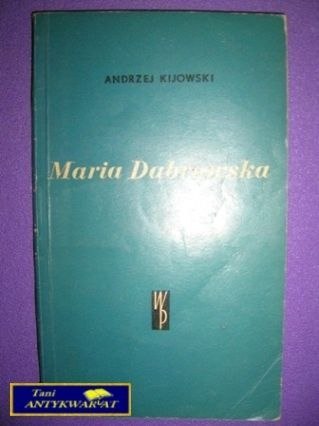 ANDRZEJ KIJOWSKI
Maria Dąbrowska
WP
Tani
ANTYKWARIAT